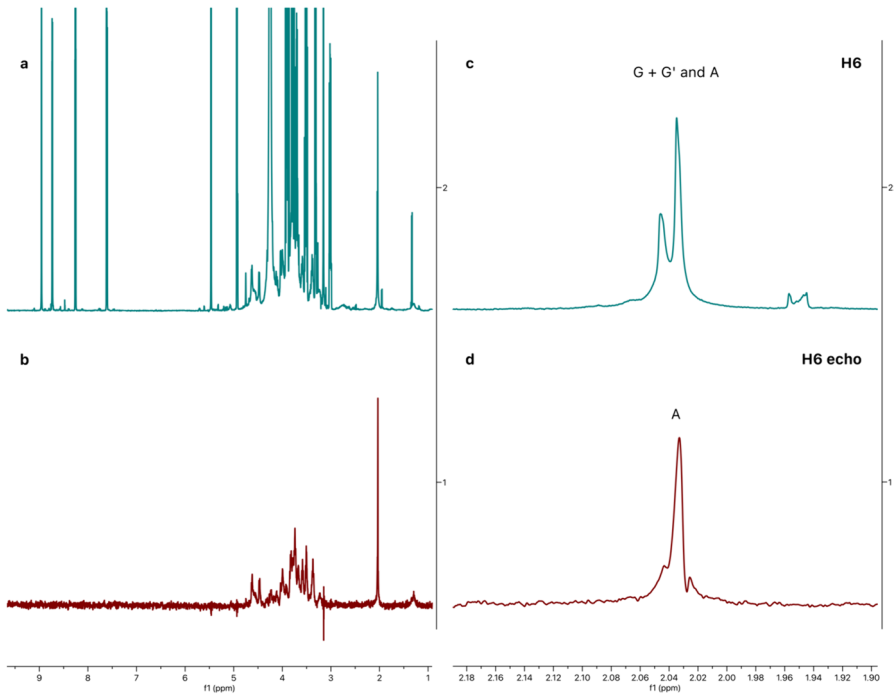 a
2
b
1
9 8 7 6 5 4 3 2 1
f1 (ppm)
c
G + G' and A
H6
2
d
H6 echo
A
1
2.18 2.16 2.14 2.12 2.10 2.08 2.06 2.04 2.02 2.00 1.98 1.96 1.94 1.92 1.90
f1 (ppm)